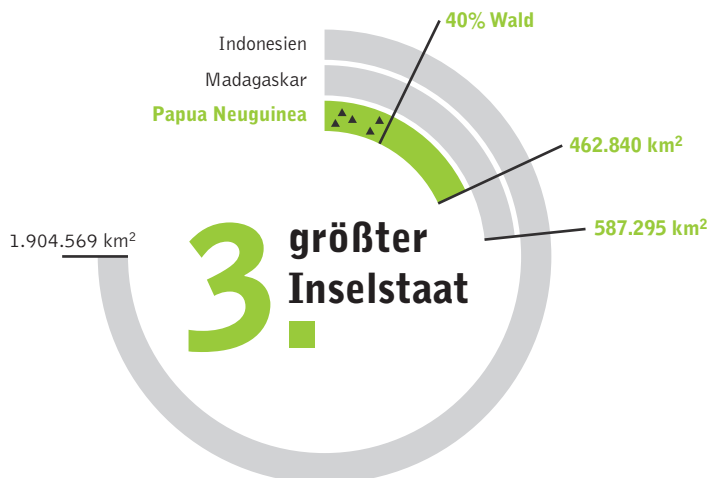 40% Wald
Indonesien
Madagaskar
Papua Neuguinea
462.840 km²
587.295 km²
1.904.569 km²
3.
größter
Inselstaat